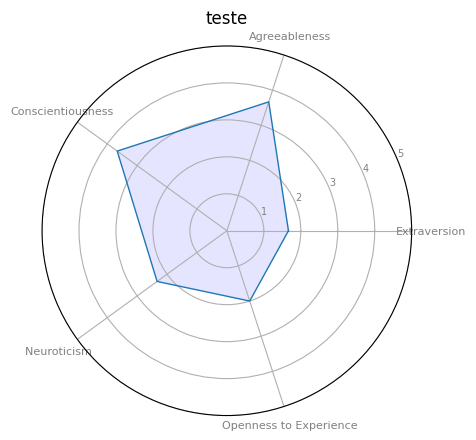 teste
Agreeableness
Conscientiousness
5
4
3
2
1
Extraversion
Neuroticism
Openness to Experience